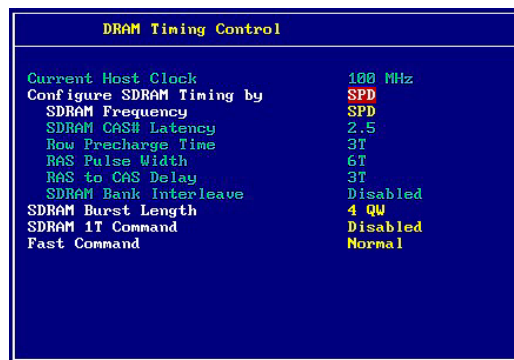 DRAM Timing Control
Current Host Clock 100 MHz
Configure SDRAM Timing by SPD
SDRAM Frequency SPD
SDRAM CAS# Latency 2.5
Row Precharge Time 3T
RAS Pulse Width 6T
RAS to CAS Delay 3T
SDRAM Bank Interleave Disabled
SDRAM Burst Length 4 QW
SDRAM 1T Command Disabled
Fast Command Normal